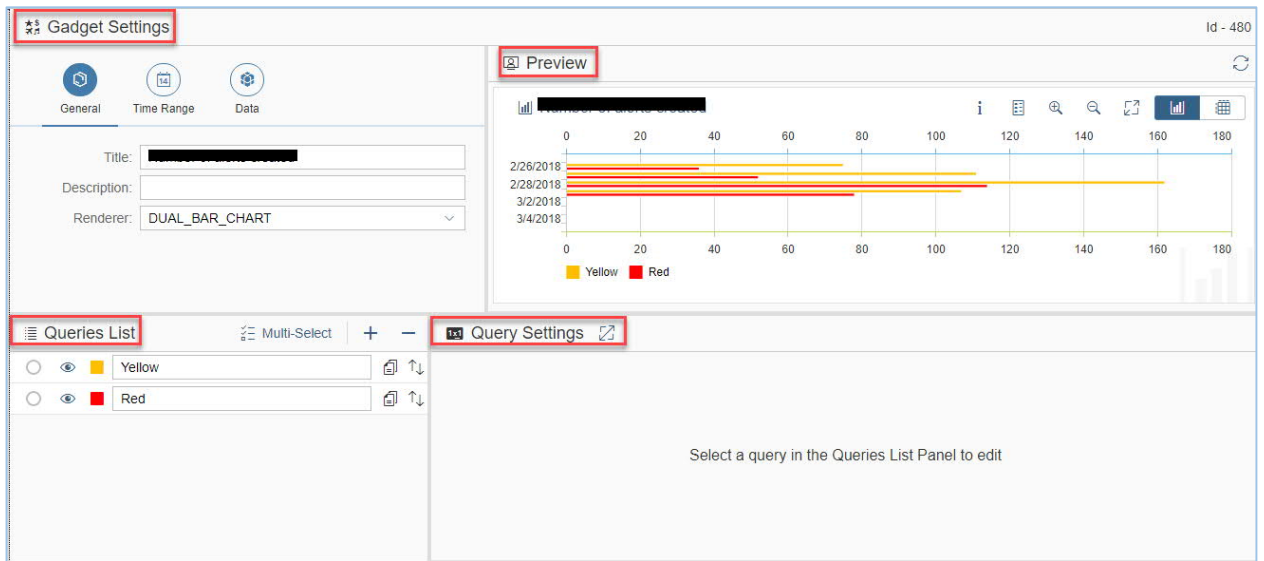 Gadget Settings
Id - 480
General
Time Range
Data
Title:
Description:
Renderer: DUAL_BAR_CHART
Preview
0 20 40 60 80 100 120 140 160 180
2/26/2018
2/28/2018
3/2/2018
3/4/2018
0 20 40 60 80 100 120 140 160 180
Yellow Red
Queries List
Multi-Select
Yellow
Red
1x1 Query Settings
Select a query in the Queries List Panel to edit